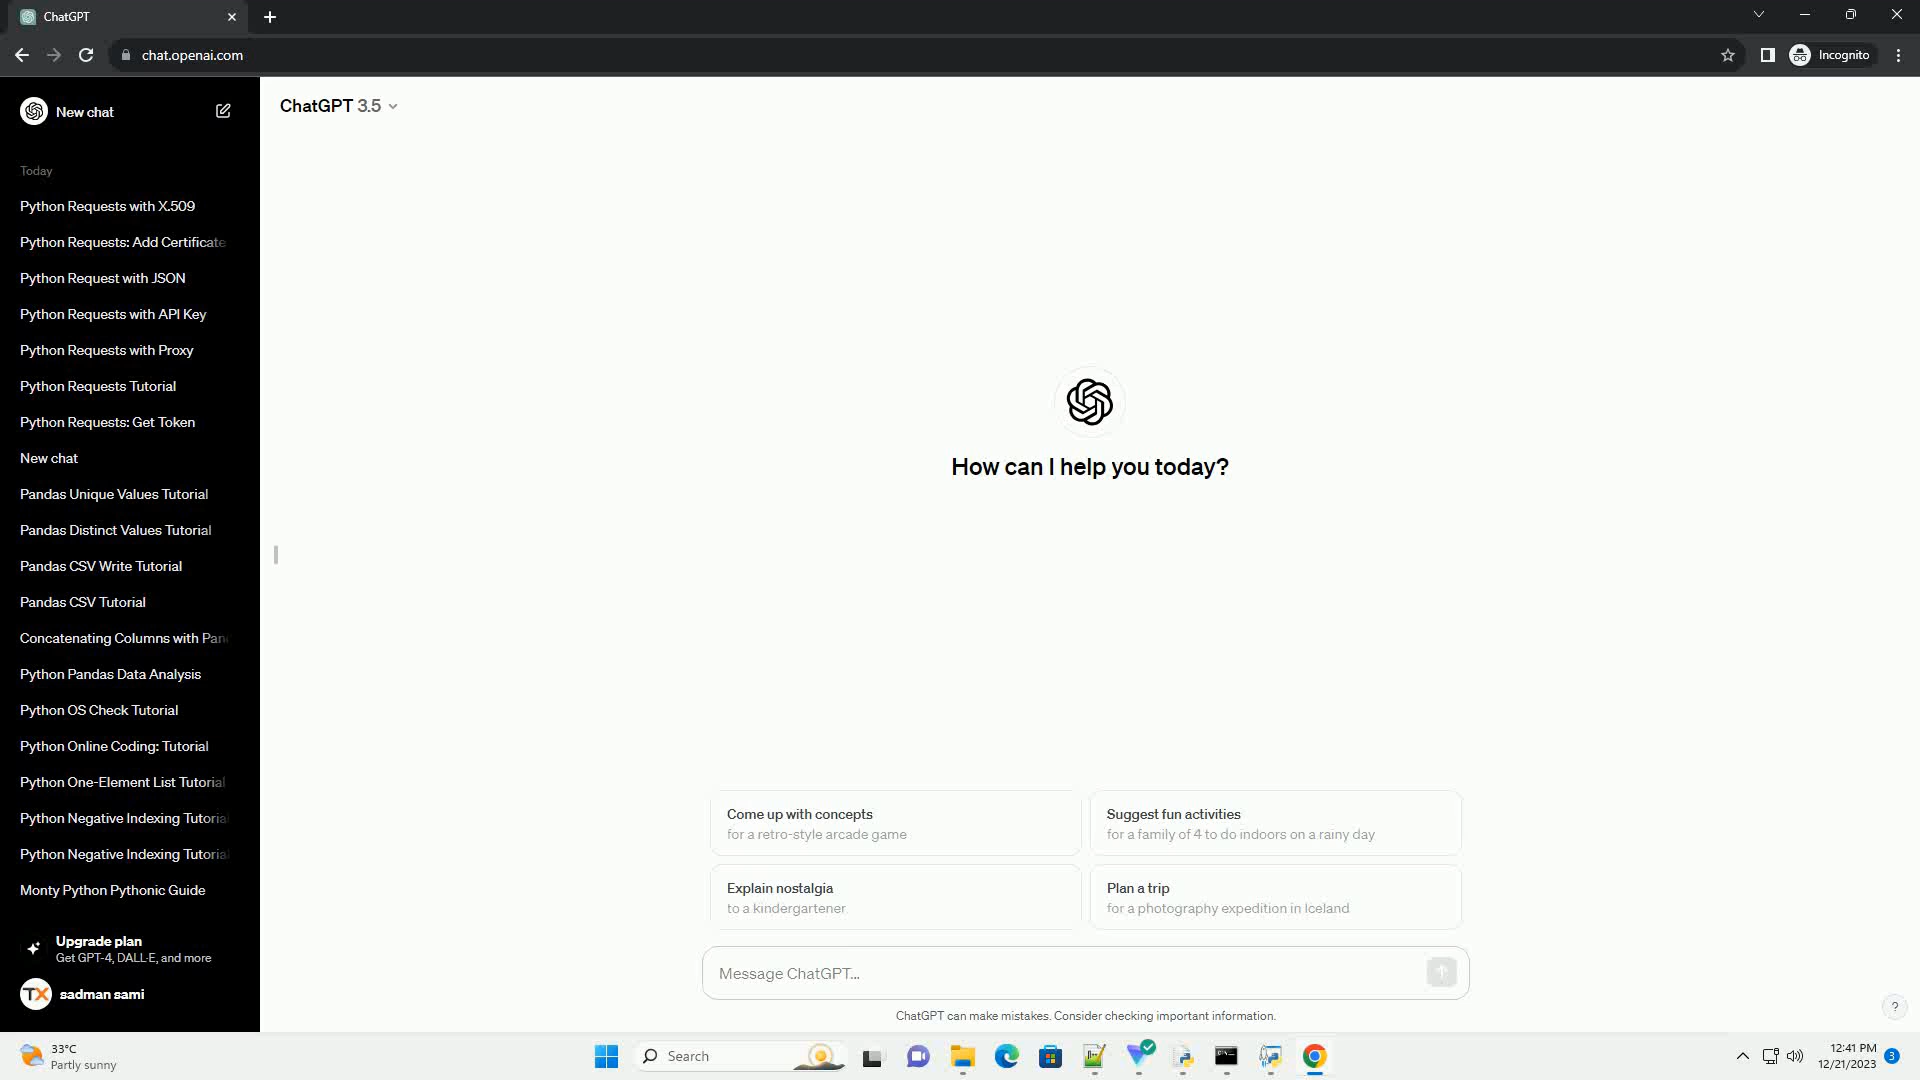 ChatGPT
chat.openai.com
Incognito
New chat
ChatGPT 3.5
Today
Python Requests with X.509
Python Requests: Add Certificate
Python Request with JSON
Python Requests with API Key
Python Requests with Proxy
Python Requests Tutorial
Python Requests: Get Token
New chat
Pandas Unique Values Tutorial
Pandas Distinct Values Tutorial
Pandas CSV Write Tutorial
Pandas CSV Tutorial
Concatenating Columns with Pan
Python Pandas Data Analysis
Python OS Check Tutorial
Python Online Coding: Tutorial
Python One-Element List Tutorial
Python Negative Indexing Tutoria
Python Negative Indexing Tutoria
Monty Python Pythonic Guide
Upgrade plan
Get GPT-4, DALL·E, and more
TX
sadman sami
How can I help you today?
Come up with concepts
for a retro-style arcade game
Suggest fun activities
for a family of 4 to do indoors on a rainy day
Explain nostalgia
to a kindergartener
Plan a trip
for a photography expedition in Iceland
Message ChatGPT...
ChatGPT can make mistakes. Consider checking important information.
?
33°C
Partly sunny
Search
12:41 PM
12/21/2023
3